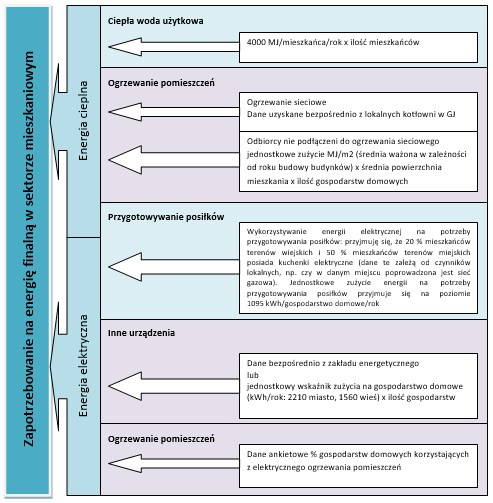 Zapotrzebowanie na energię finalną w sektorze mieszkaniowym
Energia cieplna
Ciepła woda użytkowa
4000 MJ/mieszkańca/rok x ilość mieszkańców
Ogrzewanie pomieszczeń
Ogrzewanie sieciowe
Dane uzyskane bezpośrednio z lokalnych kotłowni w GJ
Odbiorcy nie podłączeni do ogrzewania sieciowego
jednostkowe zużycie MJ/m2 (średnia ważona w zależności
od roku budowy budynków) x średnia powierzchnia
mieszkania x ilość gospodarstw domowych
Przygotowywanie posiłków
Wykorzystywanie energii elektrycznej na potrzeby
przygotowywania posiłków: przyjmuję się, że 20 % mieszkańców
terenów wiejskich i 50 % mieszkańców terenów miejskich
posiada kuchenki elektryczne (dane te zależą od czynników
lokalnych, np. czy w danym miejscu poprowadzona jest sieć
gazowa). Jednostkowe zużycie energii na potrzeby
przygotowywania posiłków przyjmuje się na poziomie
1095 kWh/gospodarstwo domowe/rok
Energia elektryczna
Inne urządzenia
Dane bezpośrednio z zakładu energetycznego
lub
jednostkowy wskaźnik zużycia na gospodarstwo domowe
(kWh/rok: 2210 miasto, 1560 wieś) x ilość gospodarstw
Ogrzewanie pomieszczeń
Dane ankietowe % gospodarstw domowych korzystających
z elektrycznego ogrzewania pomieszczeń